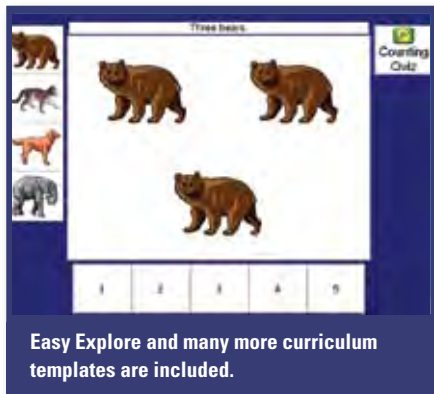 Three bears.
Counting
Quiz
1 2 3 4 5
Easy Explore and many more curriculum
templates are included.